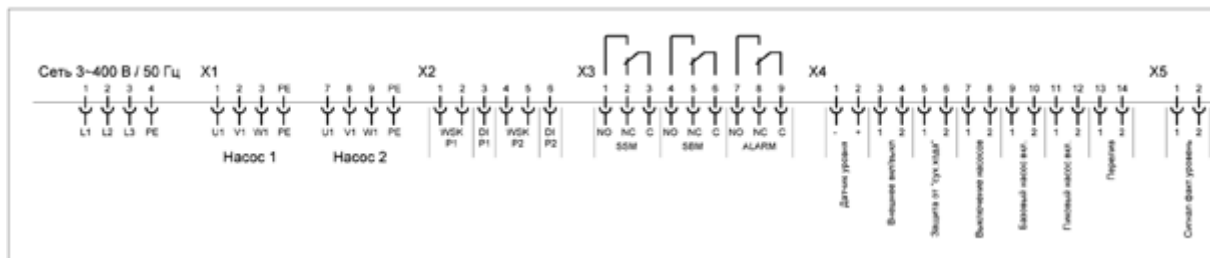 Сеть 3~400 В / 50 Гц X1 X2 X3 X4 X5
1 2 3 4 1 2 3 PE 7 8 9 PE 1 2 3 4 5 6 1 2 3 4 5 6 7 8 9 1 2 3 4 5 6 7 8 9 10 11 12 13 14 1 2
L1 L2 L3 PE U1 V1 W1 PE U1 V1 W1 PE WSK P1 DI P1 WSK P2 DI P2 NO NC C NO NC C NO NC C - + 1 2 1 2 1 2 1 2 1 2 1 2 1 2
SSM SBM ALARM
Насос 1 Насос 2
Датчик уровня
Внешнее вкл/выкл
Защита от "сух.хода"
Выключение насосов
Базовый насос вкл.
Пиковый насос вкл.
Перелив
Сигнал факт.уровень